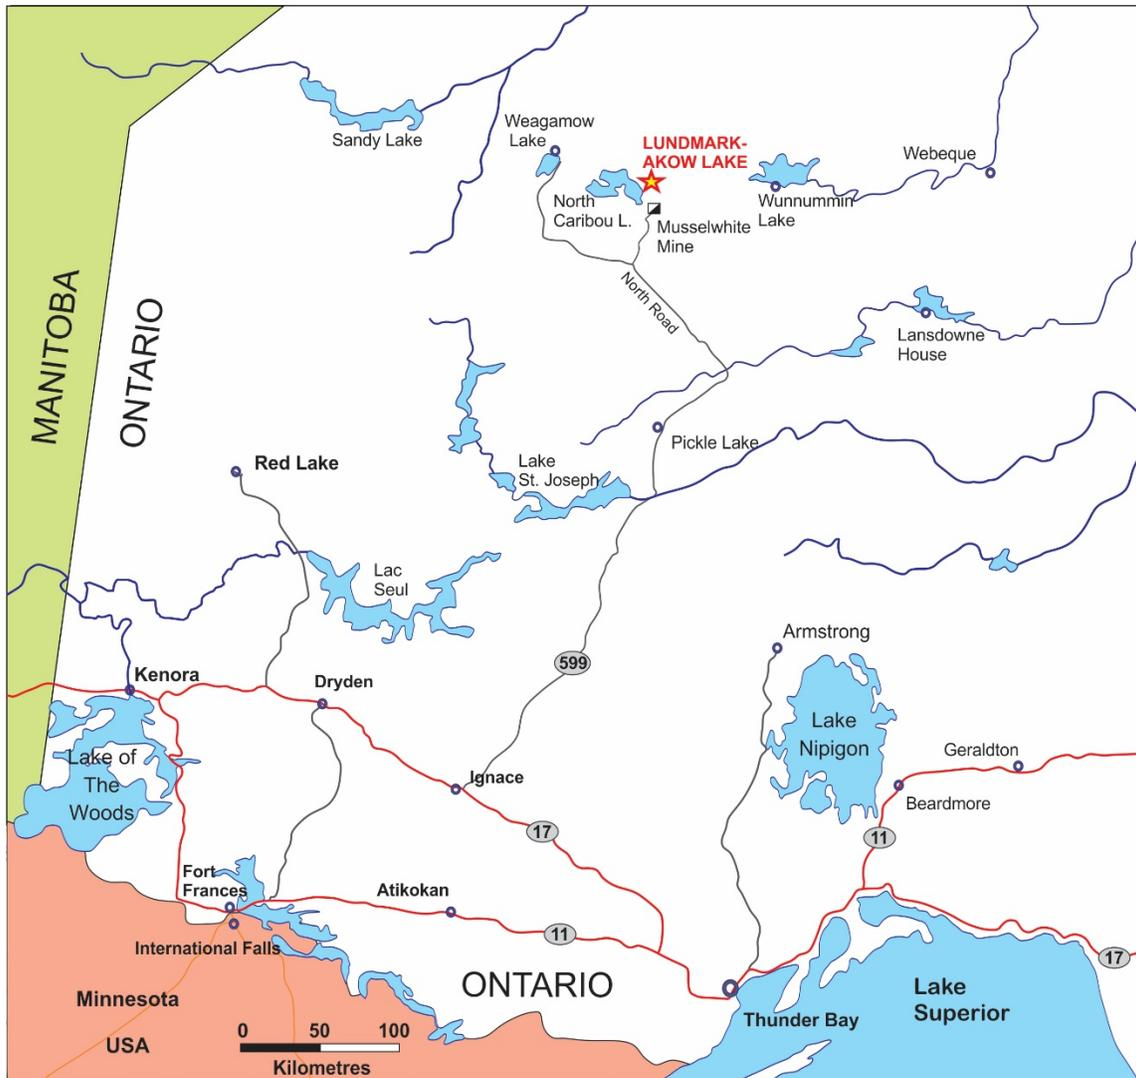 Sandy Lake
Weagamow
Lake
LUNDMARK-
AKOW LAKE
Webeque
North
Caribou L.
Wunnummin
Lake
Musselwhite
Mine
North Road
MANITOBA
ONTARIO
Lansdowne
House
Pickle Lake
Red Lake
Lake
St. Joseph
Lac
Seul
Armstrong
599
Kenora
Dryden
Lake
Nipigon
Lake of
The
Woods
Geraldton
Ignace
Beardmore
17
11
Fort
Frances
Atikokan
11
International Falls
17
ONTARIO
Lake
Superior
Minnesota
USA
Thunder Bay
0 50 100
Kilometres